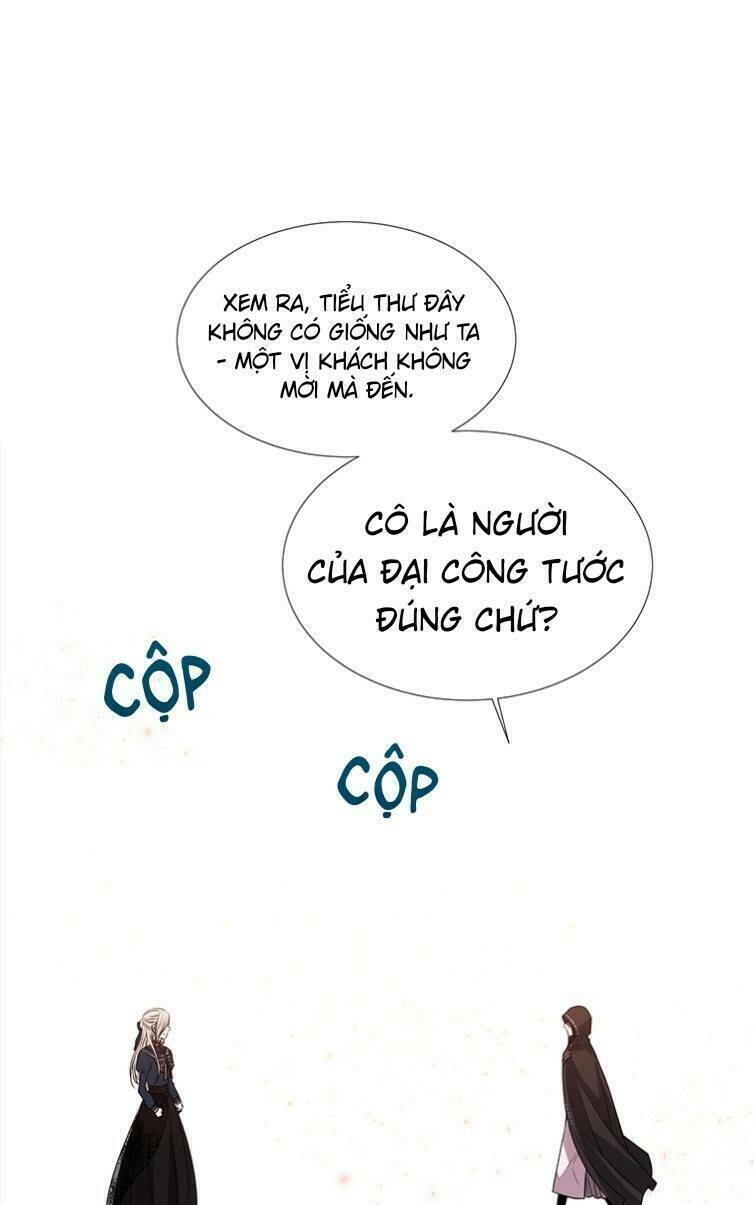 XEM RA, TIỂU THƯ ĐÂY
KHÔNG CÓ GIỐNG NHƯ TA
- MỘT VỊ KHÁCH KHÔNG
MỜI MÀ ĐẾN.
CÔ LÀ NGƯỜI
CỦA ĐẠI CÔNG TƯỚC
ĐÚNG CHỨ?
CỘP
CỘP